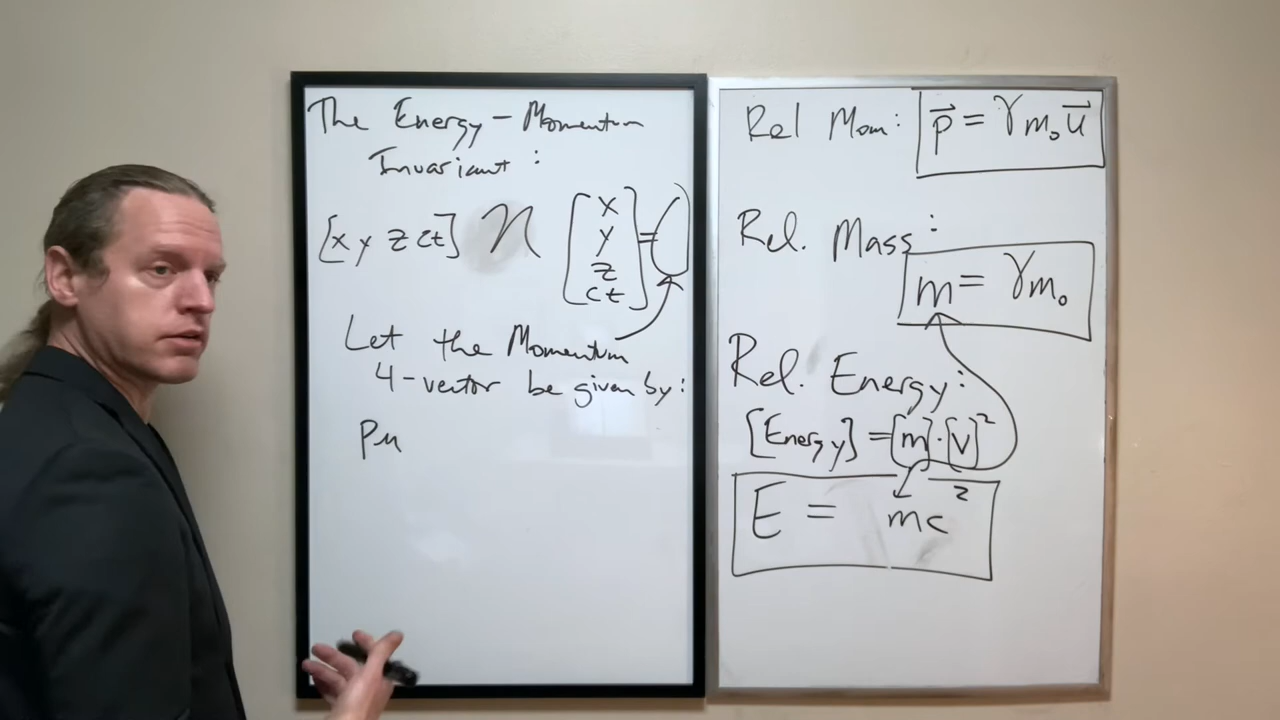 The Energy - Momentum
Invariant :
[x y z ct] η [x y z ct] = (
Let the Momentum
4-vector be given by:
Pμ
Rel Mom: p⃗ = γm₀u⃗
Rel. Mass:
m = γm₀
Rel. Energy:
[Energy] = [m]·[v]²
E = mc²